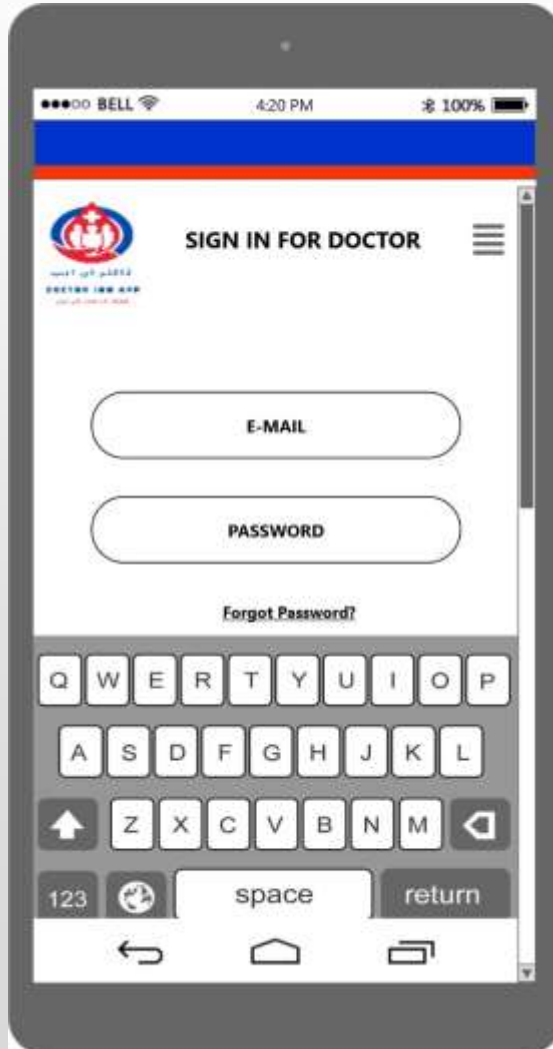 BELL 4:20 PM 100%
SIGN IN FOR DOCTOR
E-MAIL
PASSWORD
Forgot Password?
Q W E R T Y U I O P
A S D F G H J K L
Z X C V B N M
123 space return